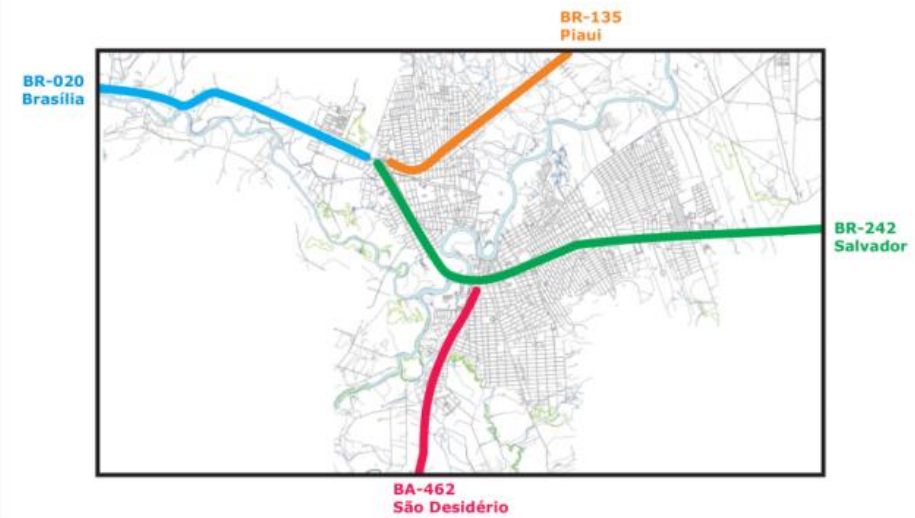 BR-135
Piaui
BR-020
Brasília
BR-242
Salvador
BA-462
São Desidério